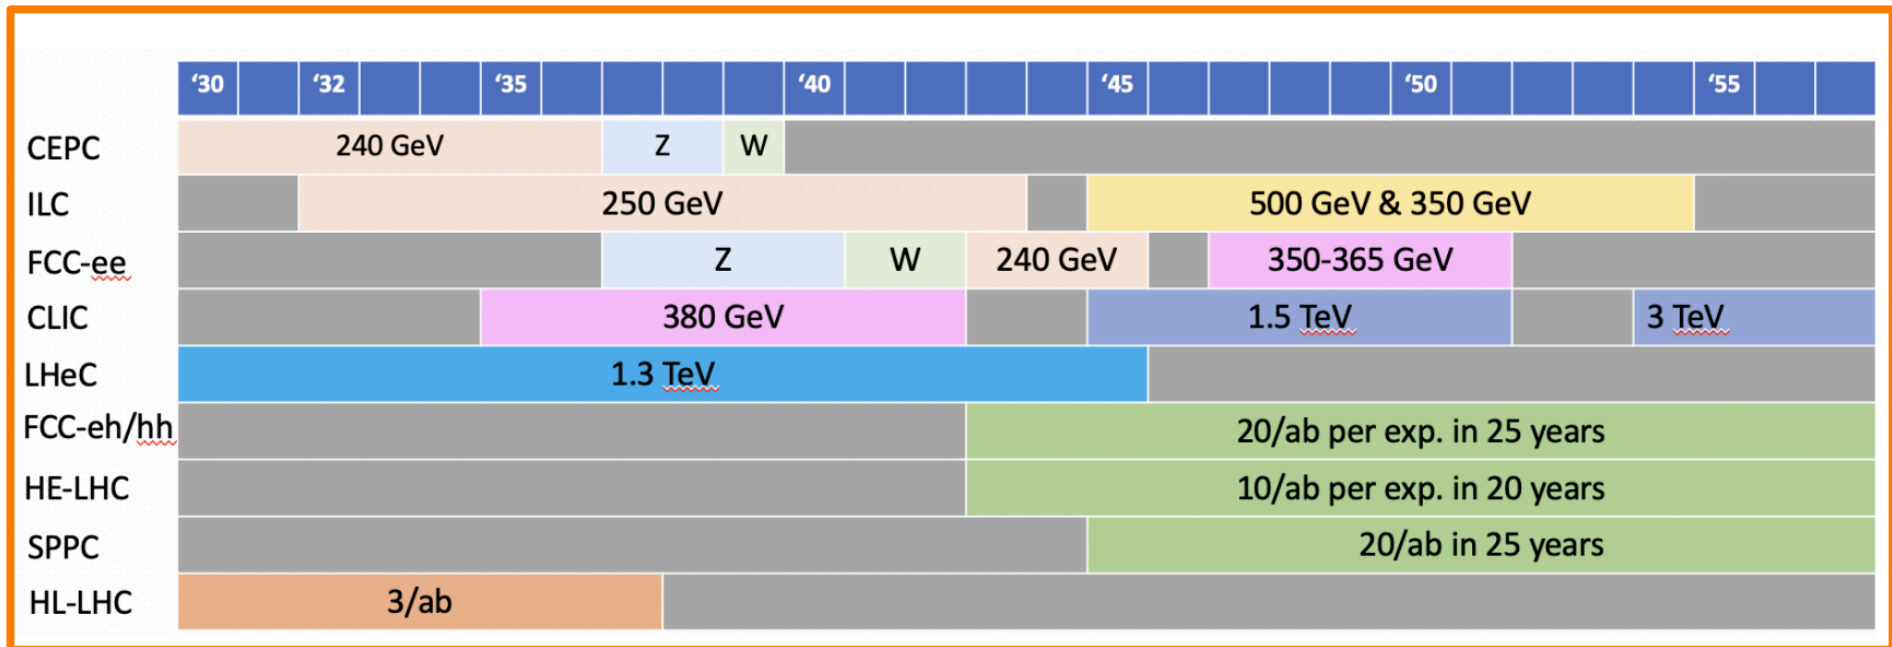 ‘30 ‘32 ‘35 ‘40 ‘45 ‘50 ‘55
CEPC 240 GeV Z W
ILC 250 GeV 500 GeV & 350 GeV
FCC-ee Z W 240 GeV 350-365 GeV
CLIC 380 GeV 1.5 TeV 3 TeV
LHeC 1.3 TeV
FCC-eh/hh 20/ab per exp. in 25 years
HE-LHC 10/ab per exp. in 20 years
SPPC 20/ab in 25 years
HL-LHC 3/ab